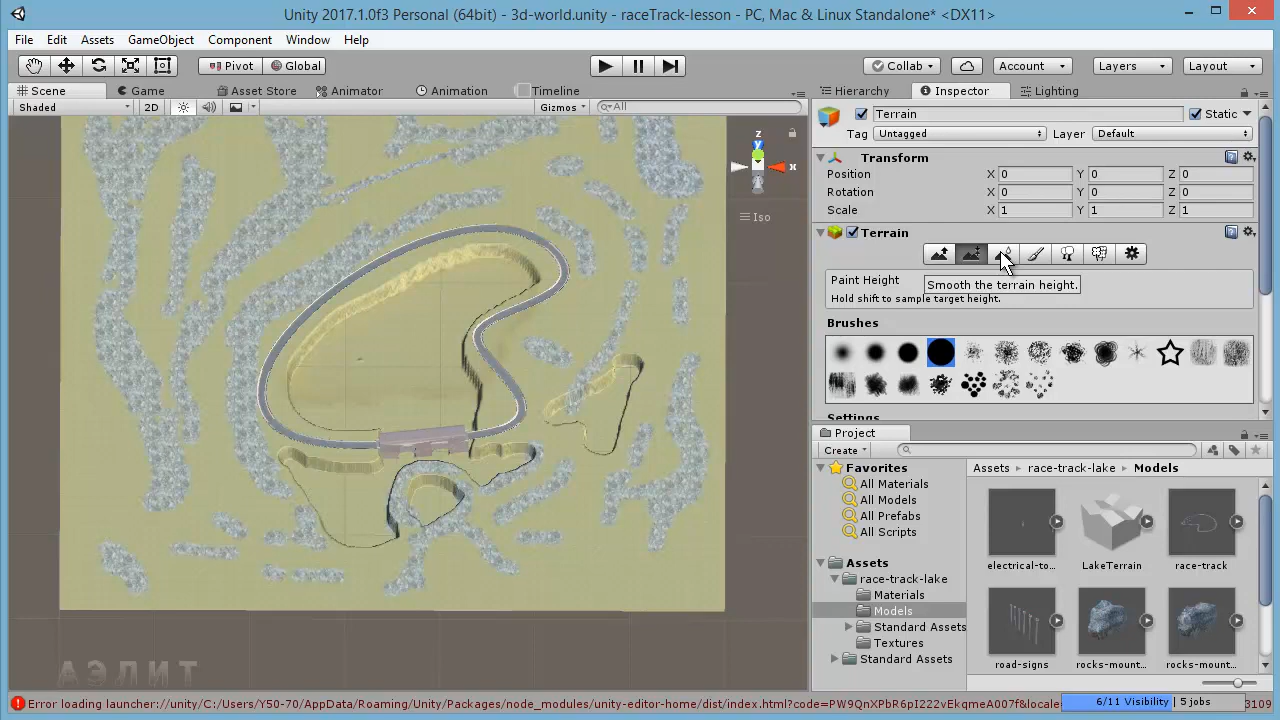 Unity 2017.1.0f3 Personal (64bit) - 3d-world.unity - raceTrack-lesson - PC, Mac & Linux Standalone* <DX11>
File Edit Assets GameObject Component Window Help
Pivot Global Collab Account Layers Layout
Scene Game Asset Store Animator Animation Timeline
Shaded 2D Gizmos All
z
x
Iso
АЭЛИТ
Hierarchy Inspector Lighting
Terrain Static
Tag Untagged Layer Default
Transform
Position X 0 Y 0 Z 0
Rotation X 0 Y 0 Z 0
Scale X 1 Y 1 Z 1
Terrain
Paint Height
Smooth the terrain height.
Hold shift to sample target height.
Brushes
Settings
Project
Create
Favorites
All Materials
All Models
All Prefabs
All Scripts
Assets
race-track-lake
Materials
Models
Standard Assets
Textures
Standard Assets
Assets race-track-lake Models
electrical-to... LakeTerrain race-track
road-signs rocks-mount... rocks-mount...
Error loading launcher://unity/C:/Users/Y50-70/AppData/Roaming/Unity/Packages/node_modules/unity-editor-home/dist/index.html?code=PW9QnXPbR6pI222vEkqmeA007f&locale
6/11 Visibility | 5 jobs
3109